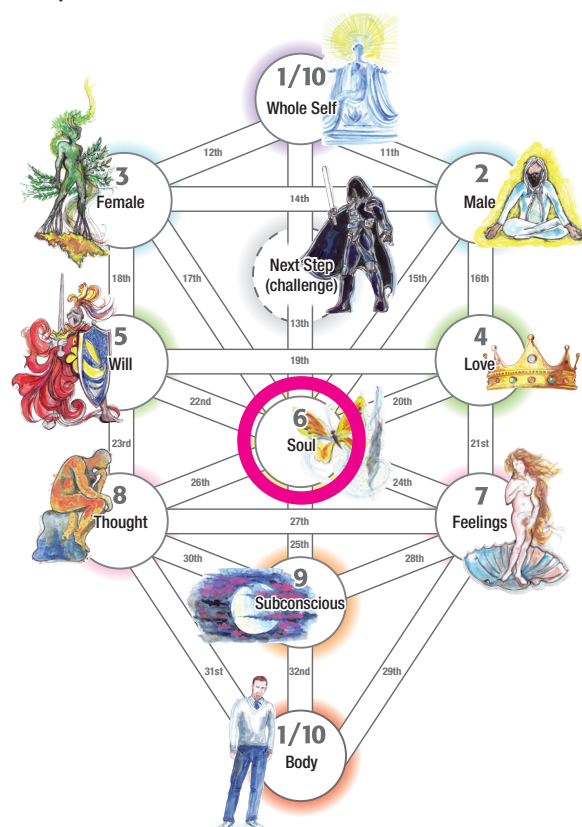 1/10
Whole Self
12th
11th
3
Female
2
Male
14th
Next Step
(challenge)
18th
17th
15th
16th
13th
5
Will
4
Love
19th
22nd
20th
6
Soul
23rd
21st
8
Thought
7
Feelings
26th
24th
27th
25th
30th
28th
9
Subconscious
31st
32nd
29th
1/10
Body